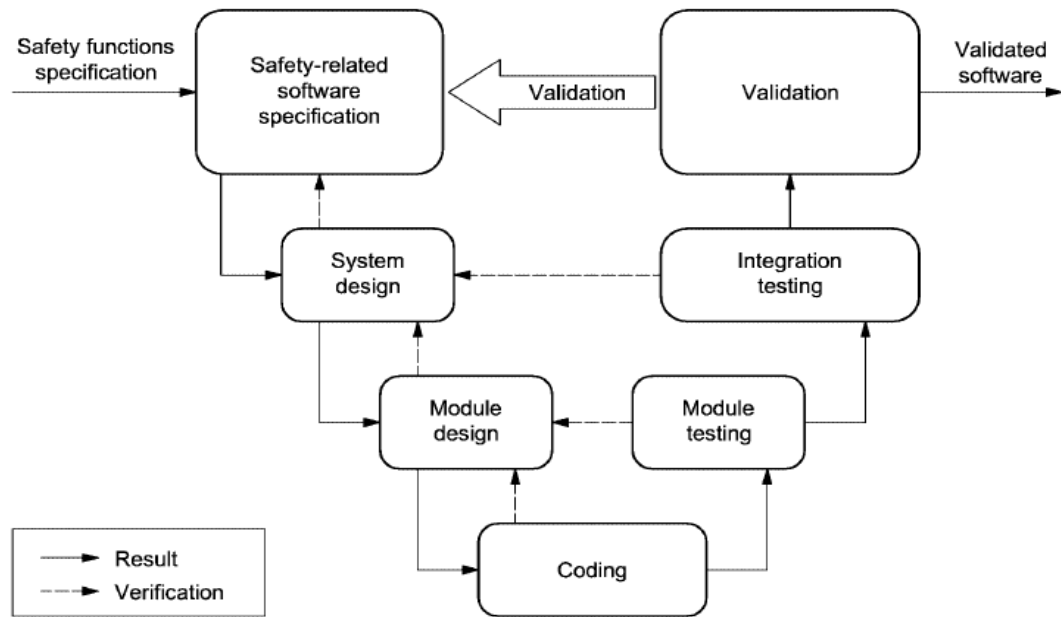 Safety functions
specification
Safety-related
software
specification
Validation
Validation
Validated
software
System
design
Integration
testing
Module
design
Module
testing
Coding
Result
Verification